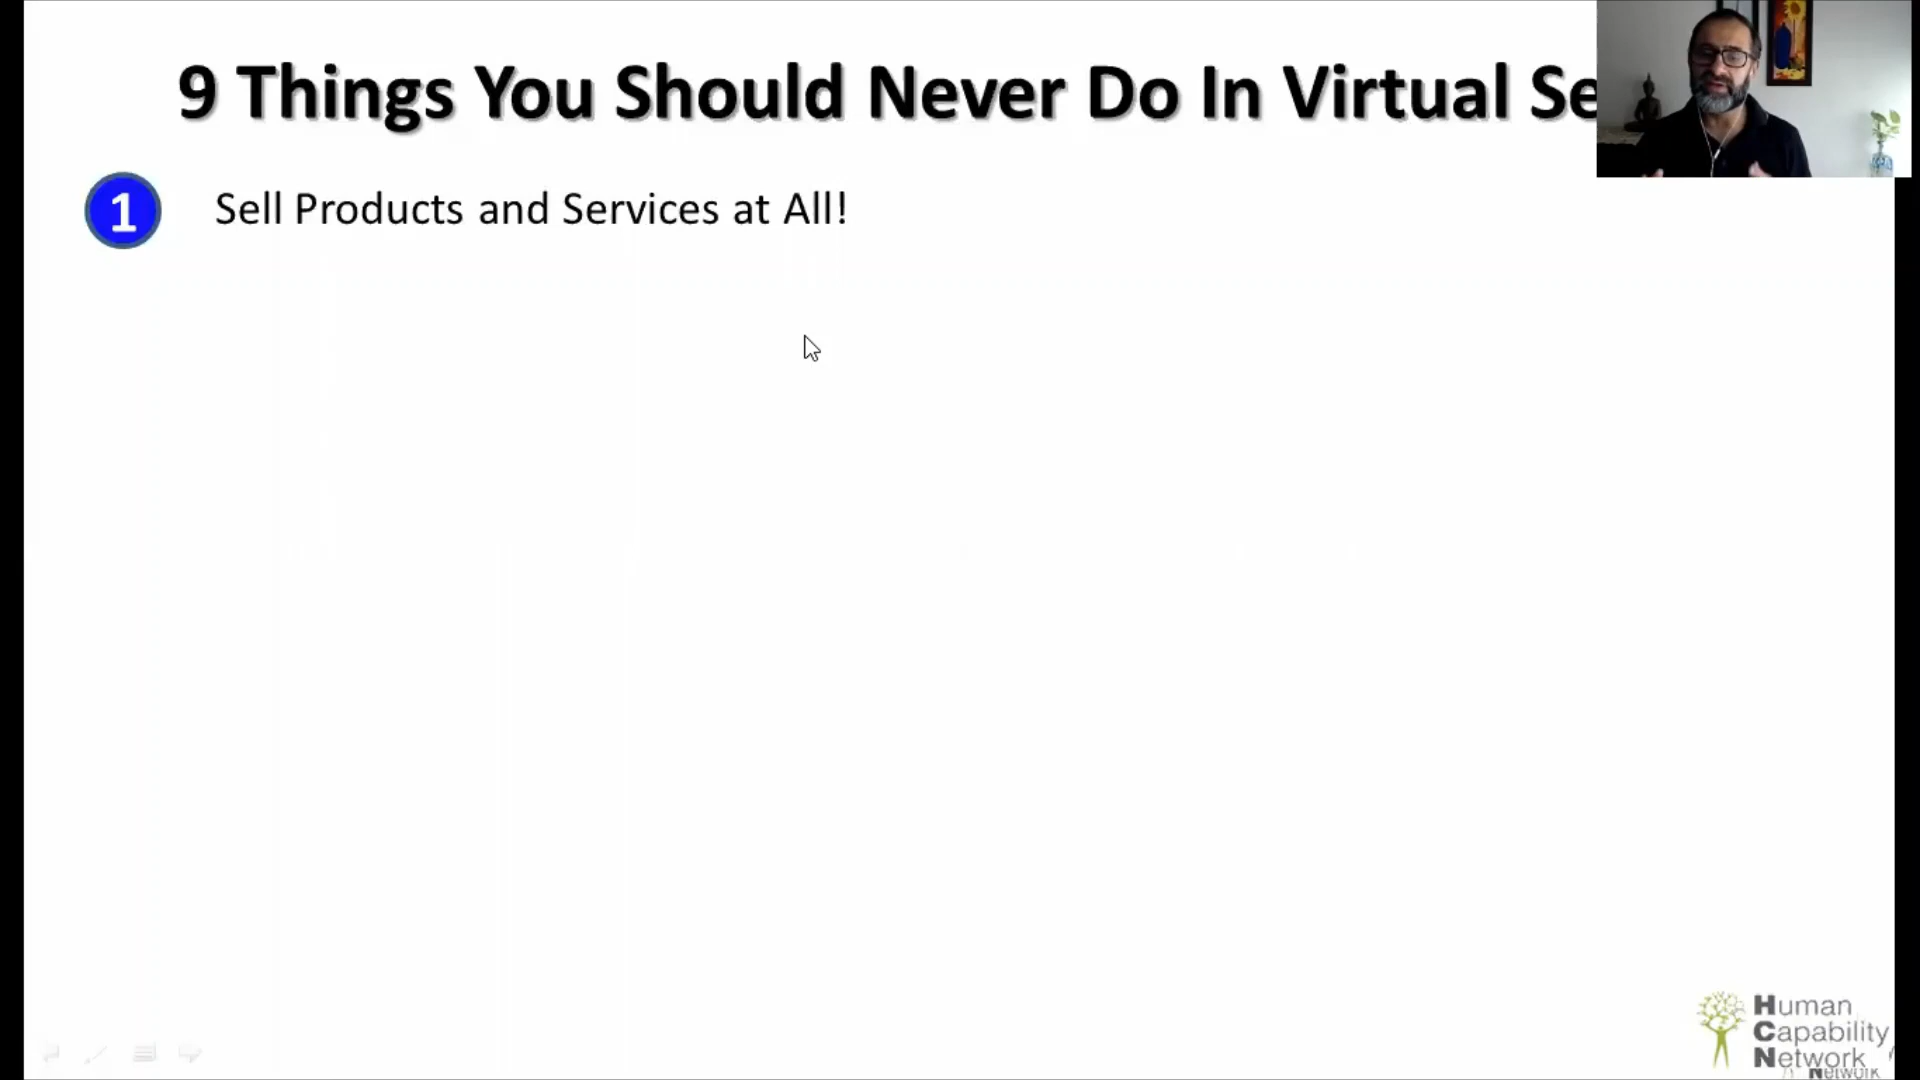 9 Things You Should Never Do In Virtual Se
1
Sell Products and Services at All!
Human
Capability
Network
Network